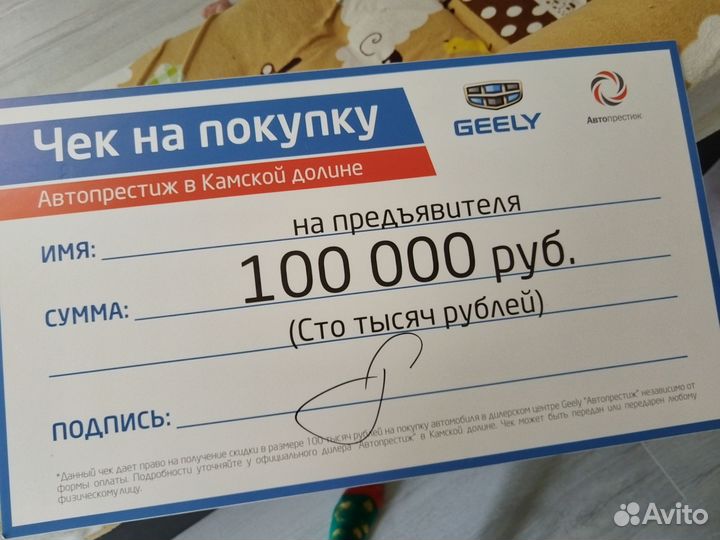 Чек на покупку
Автопрестиж в Камской долине
GEELY
Автопрестиж
ИМЯ: на предъявителя
СУММА: 100 000 руб.
(Сто тысяч рублей)
ПОДПИСЬ:
*Данный чек дает право на получение скидки в размере 100 тысяч рублей на покупку автомобиля в дилерском центре Geely "Автопрестиж" независимо от
формы оплаты. Подробности уточняйте у официального дилера "Автопрестиж" в Камской долине. Чек может быть передан или подарен любому
физическому лицу.
Avito